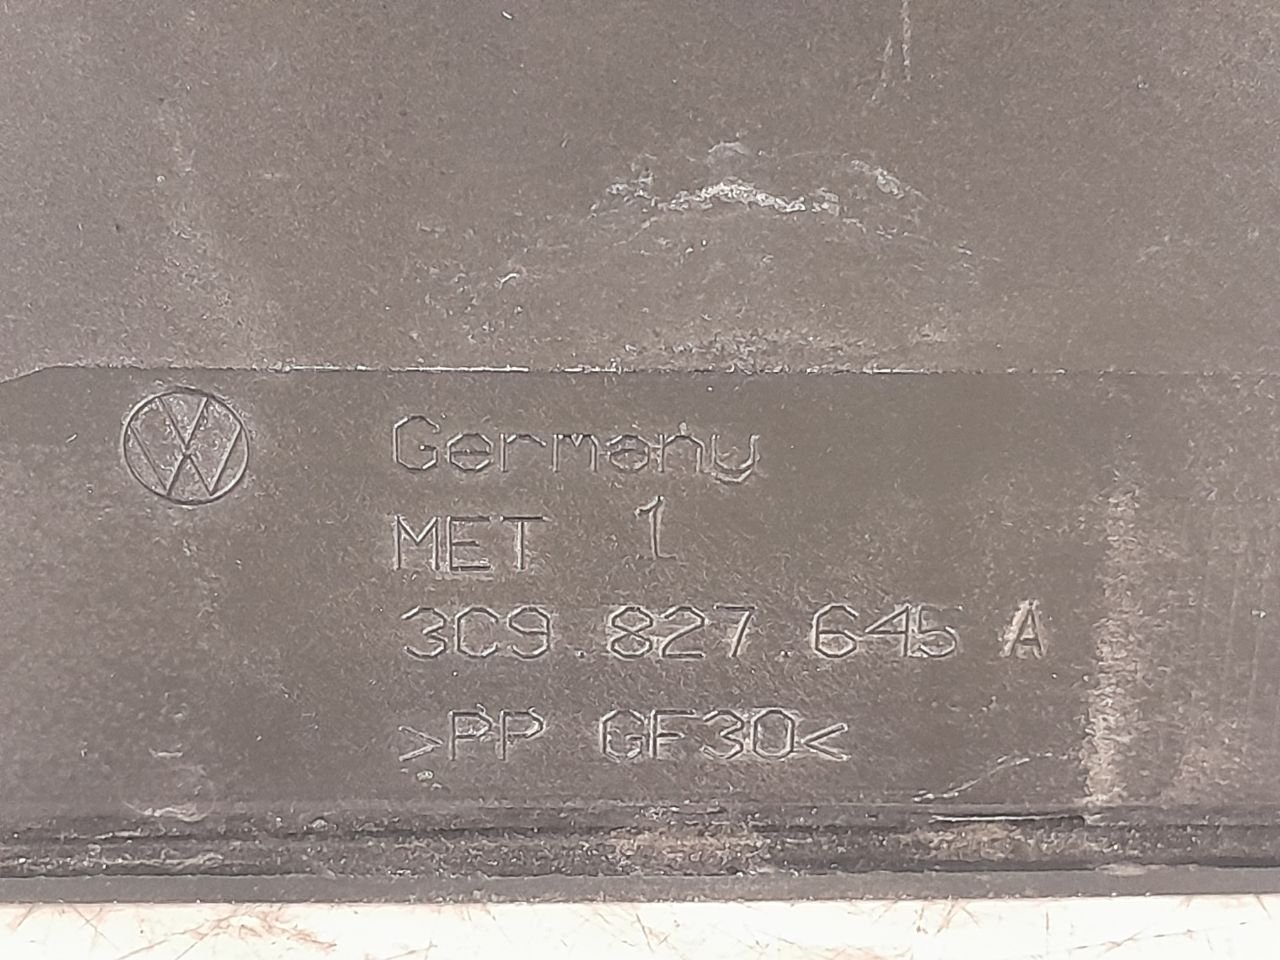 Germany
MET 1
3C9.827.645 A
>PP GF30<